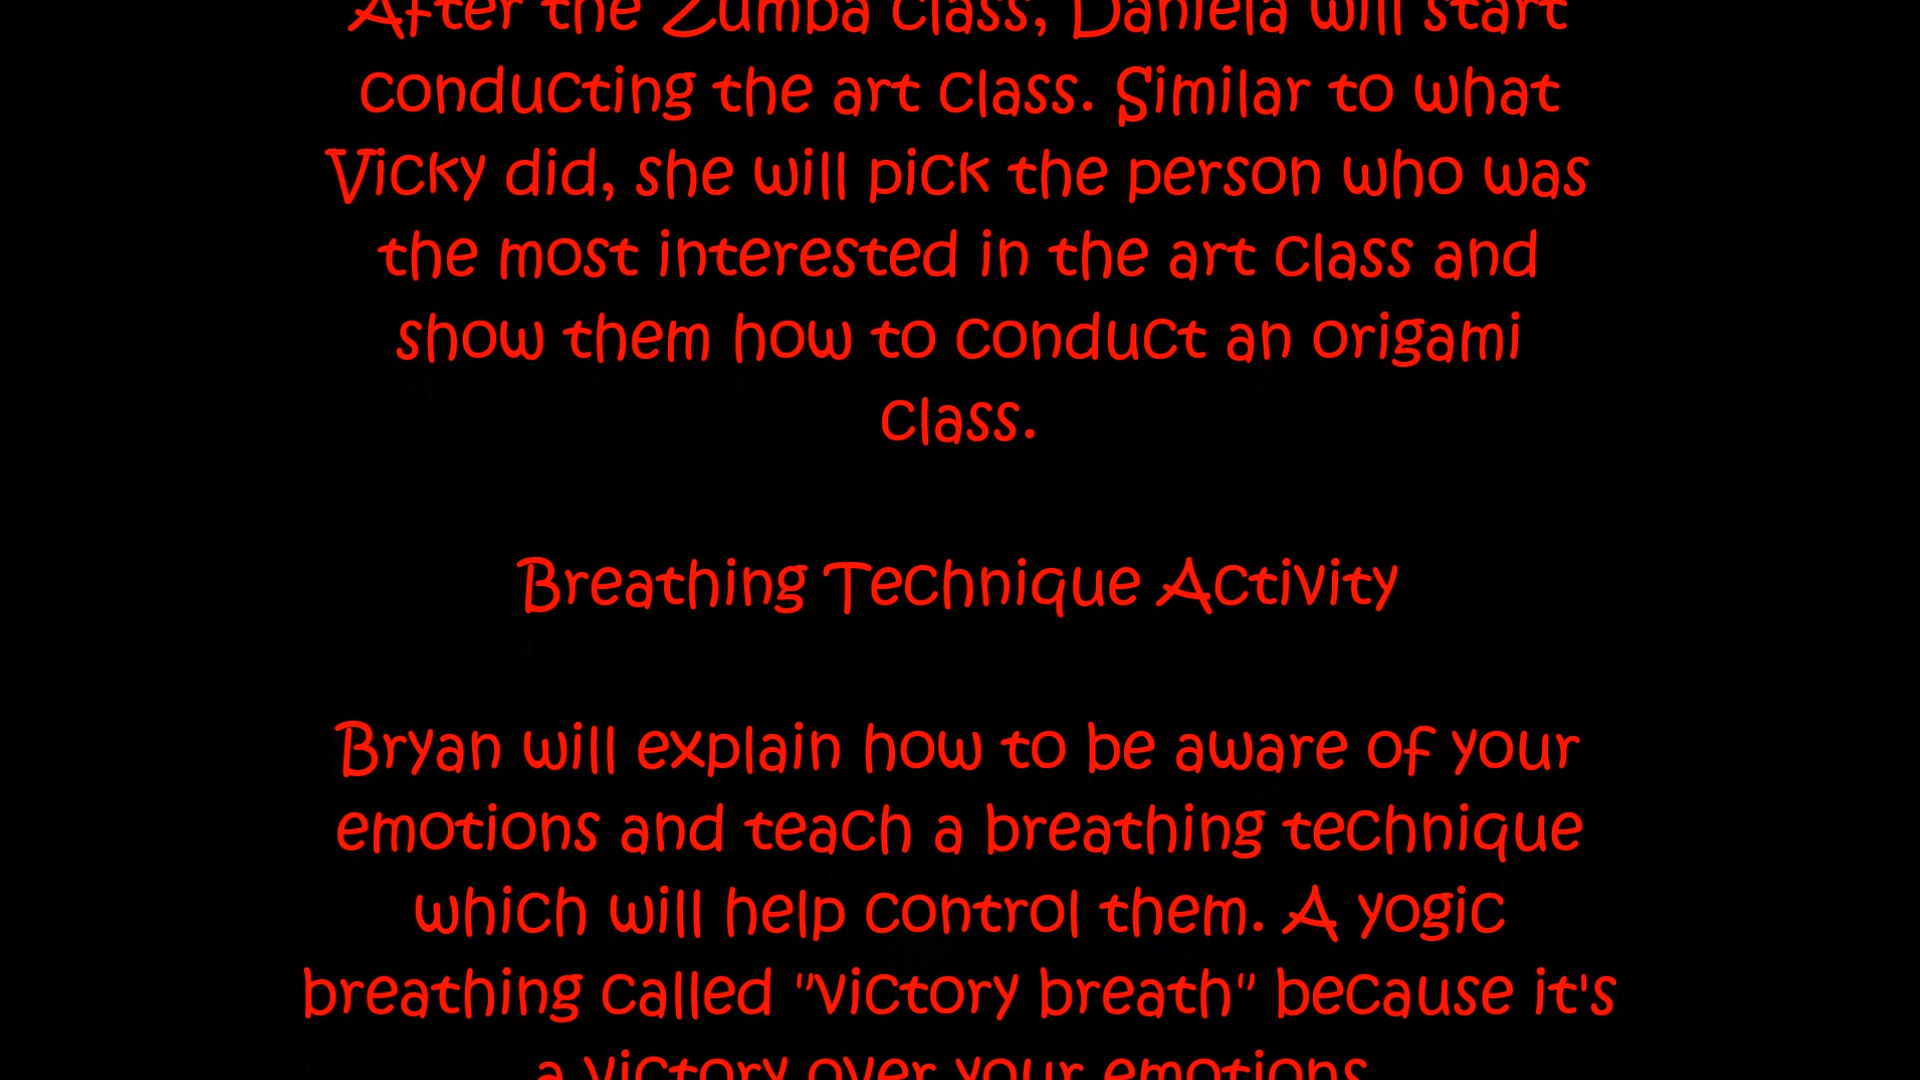 After the Zumba class, Daniela will start
conducting the art class. Similar to what
Vicky did, she will pick the person who was
the most interested in the art class and
show them how to conduct an origami
class.
Breathing Technique Activity
Bryan will explain how to be aware of your
emotions and teach a breathing technique
which will help control them. A yogic
breathing called "victory breath" because it's
a victory over your emotions